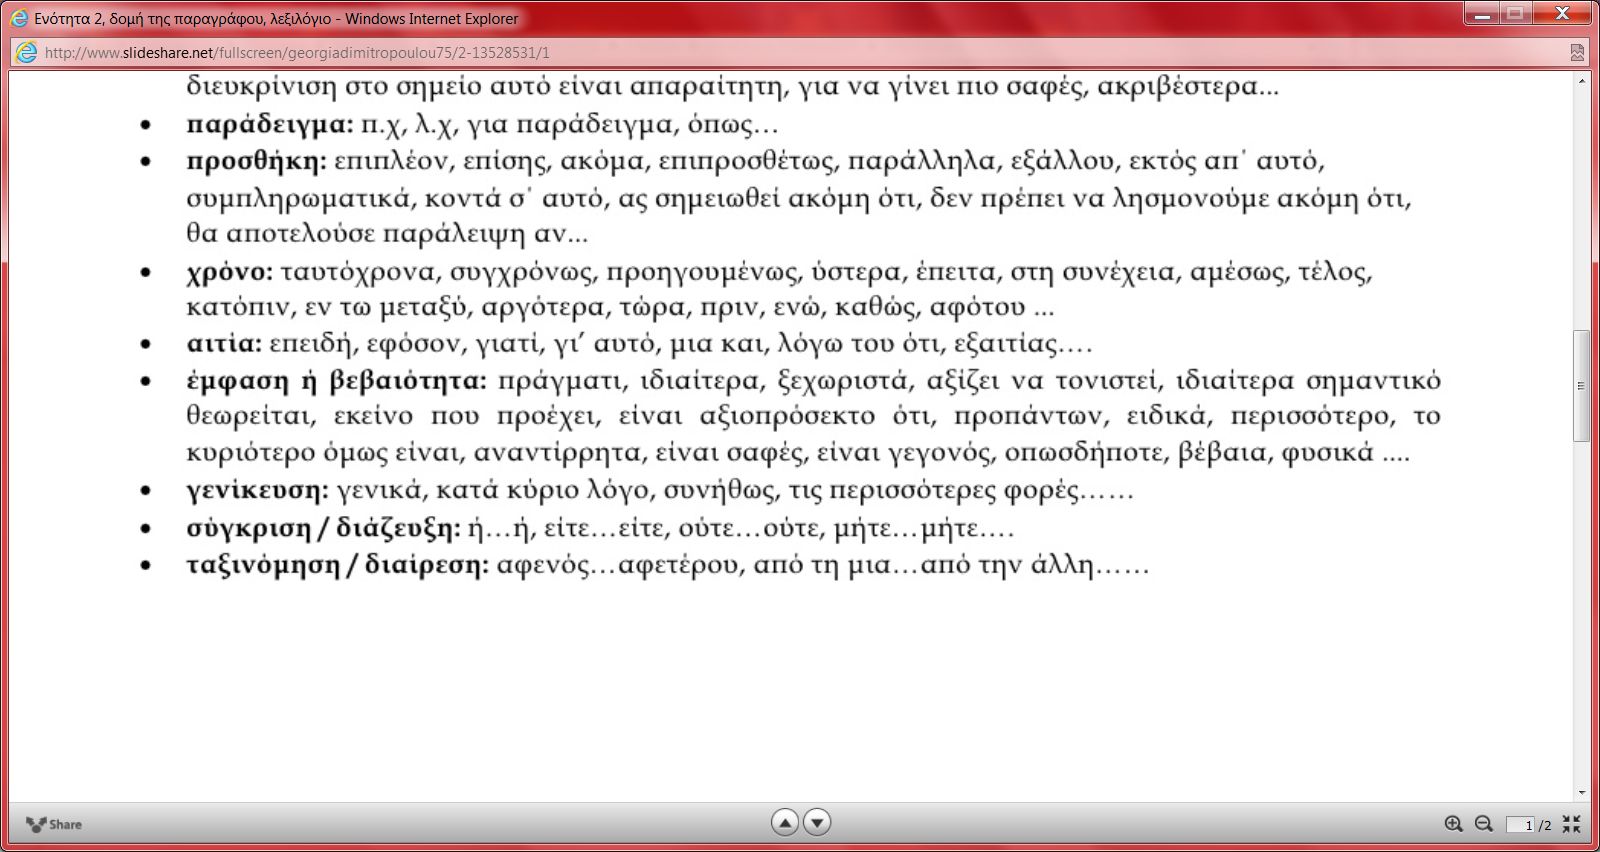 Ενότητα 2, δομή της παραγράφου, λεξιλόγιο - Windows Internet Explorer
http://www.slideshare.net/fullscreen/georgiadimitropoulou75/2-13528531/1
διευκρίνιση στο σημείο αυτό είναι απαραίτητη, για να γίνει πιο σαφές, ακριβέστερα...
• παράδειγμα: π.χ, λ.χ, για παράδειγμα, όπως…
• προσθήκη: επιπλέον, επίσης, ακόμα, επιπροσθέτως, παράλληλα, εξάλλου, εκτός απ΄ αυτό,
συμπληρωματικά, κοντά σ΄ αυτό, ας σημειωθεί ακόμη ότι, δεν πρέπει να λησμονούμε ακόμη ότι,
θα αποτελούσε παράλειψη αν...
• χρόνο: ταυτόχρονα, συγχρόνως, προηγουμένως, ύστερα, έπειτα, στη συνέχεια, αμέσως, τέλος,
κατόπιν, εν τω μεταξύ, αργότερα, τώρα, πριν, ενώ, καθώς, αφότου ...
• αιτία: επειδή, εφόσον, γιατί, γι’ αυτό, μια και, λόγω του ότι, εξαιτίας….
• έμφαση ή βεβαιότητα: πράγματι, ιδιαίτερα, ξεχωριστά, αξίζει να τονιστεί, ιδιαίτερα σημαντικό
θεωρείται, εκείνο που προέχει, είναι αξιοπρόσεκτο ότι, προπάντων, ειδικά, περισσότερο, το
κυριότερο όμως είναι, αναντίρρητα, είναι σαφές, είναι γεγονός, οπωσδήποτε, βέβαια, φυσικά ....
• γενίκευση: γενικά, κατά κύριο λόγο, συνήθως, τις περισσότερες φορές……
• σύγκριση / διάζευξη: ή…ή, είτε…είτε, ούτε…ούτε, μήτε…μήτε….
• ταξινόμηση / διαίρεση: αφενός…αφετέρου, από τη μια…από την άλλη……
Share
1 /2